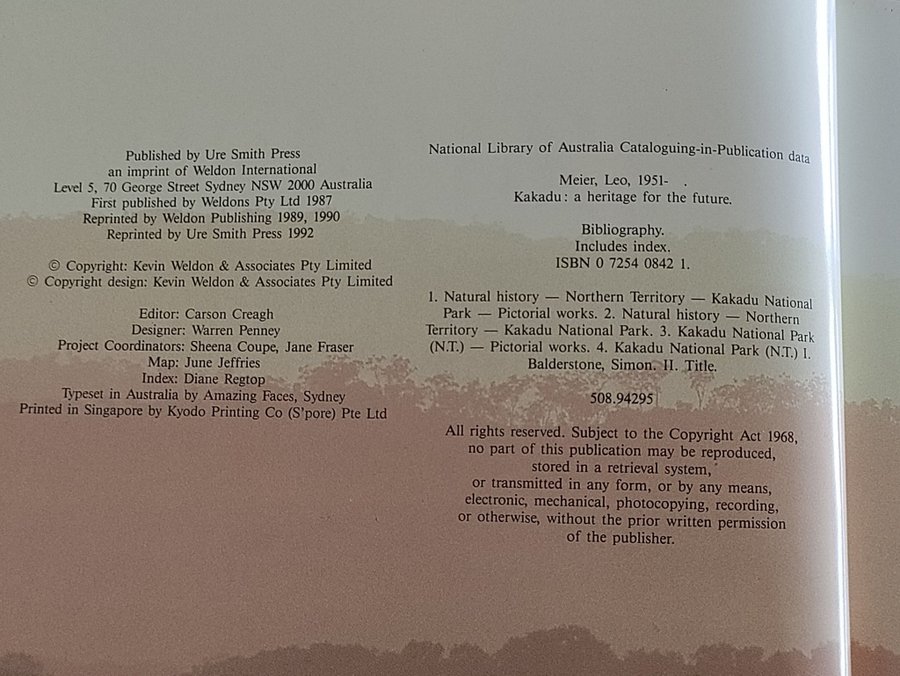 Published by Ure Smith Press
an imprint of Weldon International
Level 5, 70 George Street Sydney NSW 2000 Australia
First published by Weldons Pty Ltd 1987
Reprinted by Weldon Publishing 1989, 1990
Reprinted by Ure Smith Press 1992
© Copyright: Kevin Weldon & Associates Pty Limited
© Copyright design: Kevin Weldon & Associates Pty Limited
Editor: Carson Creagh
Designer: Warren Penney
Project Coordinators: Sheena Coupe, Jane Fraser
Map: June Jeffries
Index: Diane Regtop
Typeset in Australia by Amazing Faces, Sydney
Printed in Singapore by Kyodo Printing Co (S'pore) Pte Ltd
National Library of Australia Cataloguing-in-Publication data
Meier, Leo, 1951- .
Kakadu: a heritage for the future.
Bibliography.
Includes index.
ISBN 0 7254 0842 1.
1. Natural history — Northern Territory — Kakadu National
Park — Pictorial works. 2. Natural history — Northern
Territory — Kakadu National Park. 3. Kakadu National Park
(N.T.) — Pictorial works. 4. Kakadu National Park (N.T.) I.
Balderstone, Simon. II. Title.
508.94295
All rights reserved. Subject to the Copyright Act 1968,
no part of this publication may be reproduced,
stored in a retrieval system,
or transmitted in any form, or by any means,
electronic, mechanical, photocopying, recording,
or otherwise, without the prior written permission
of the publisher.